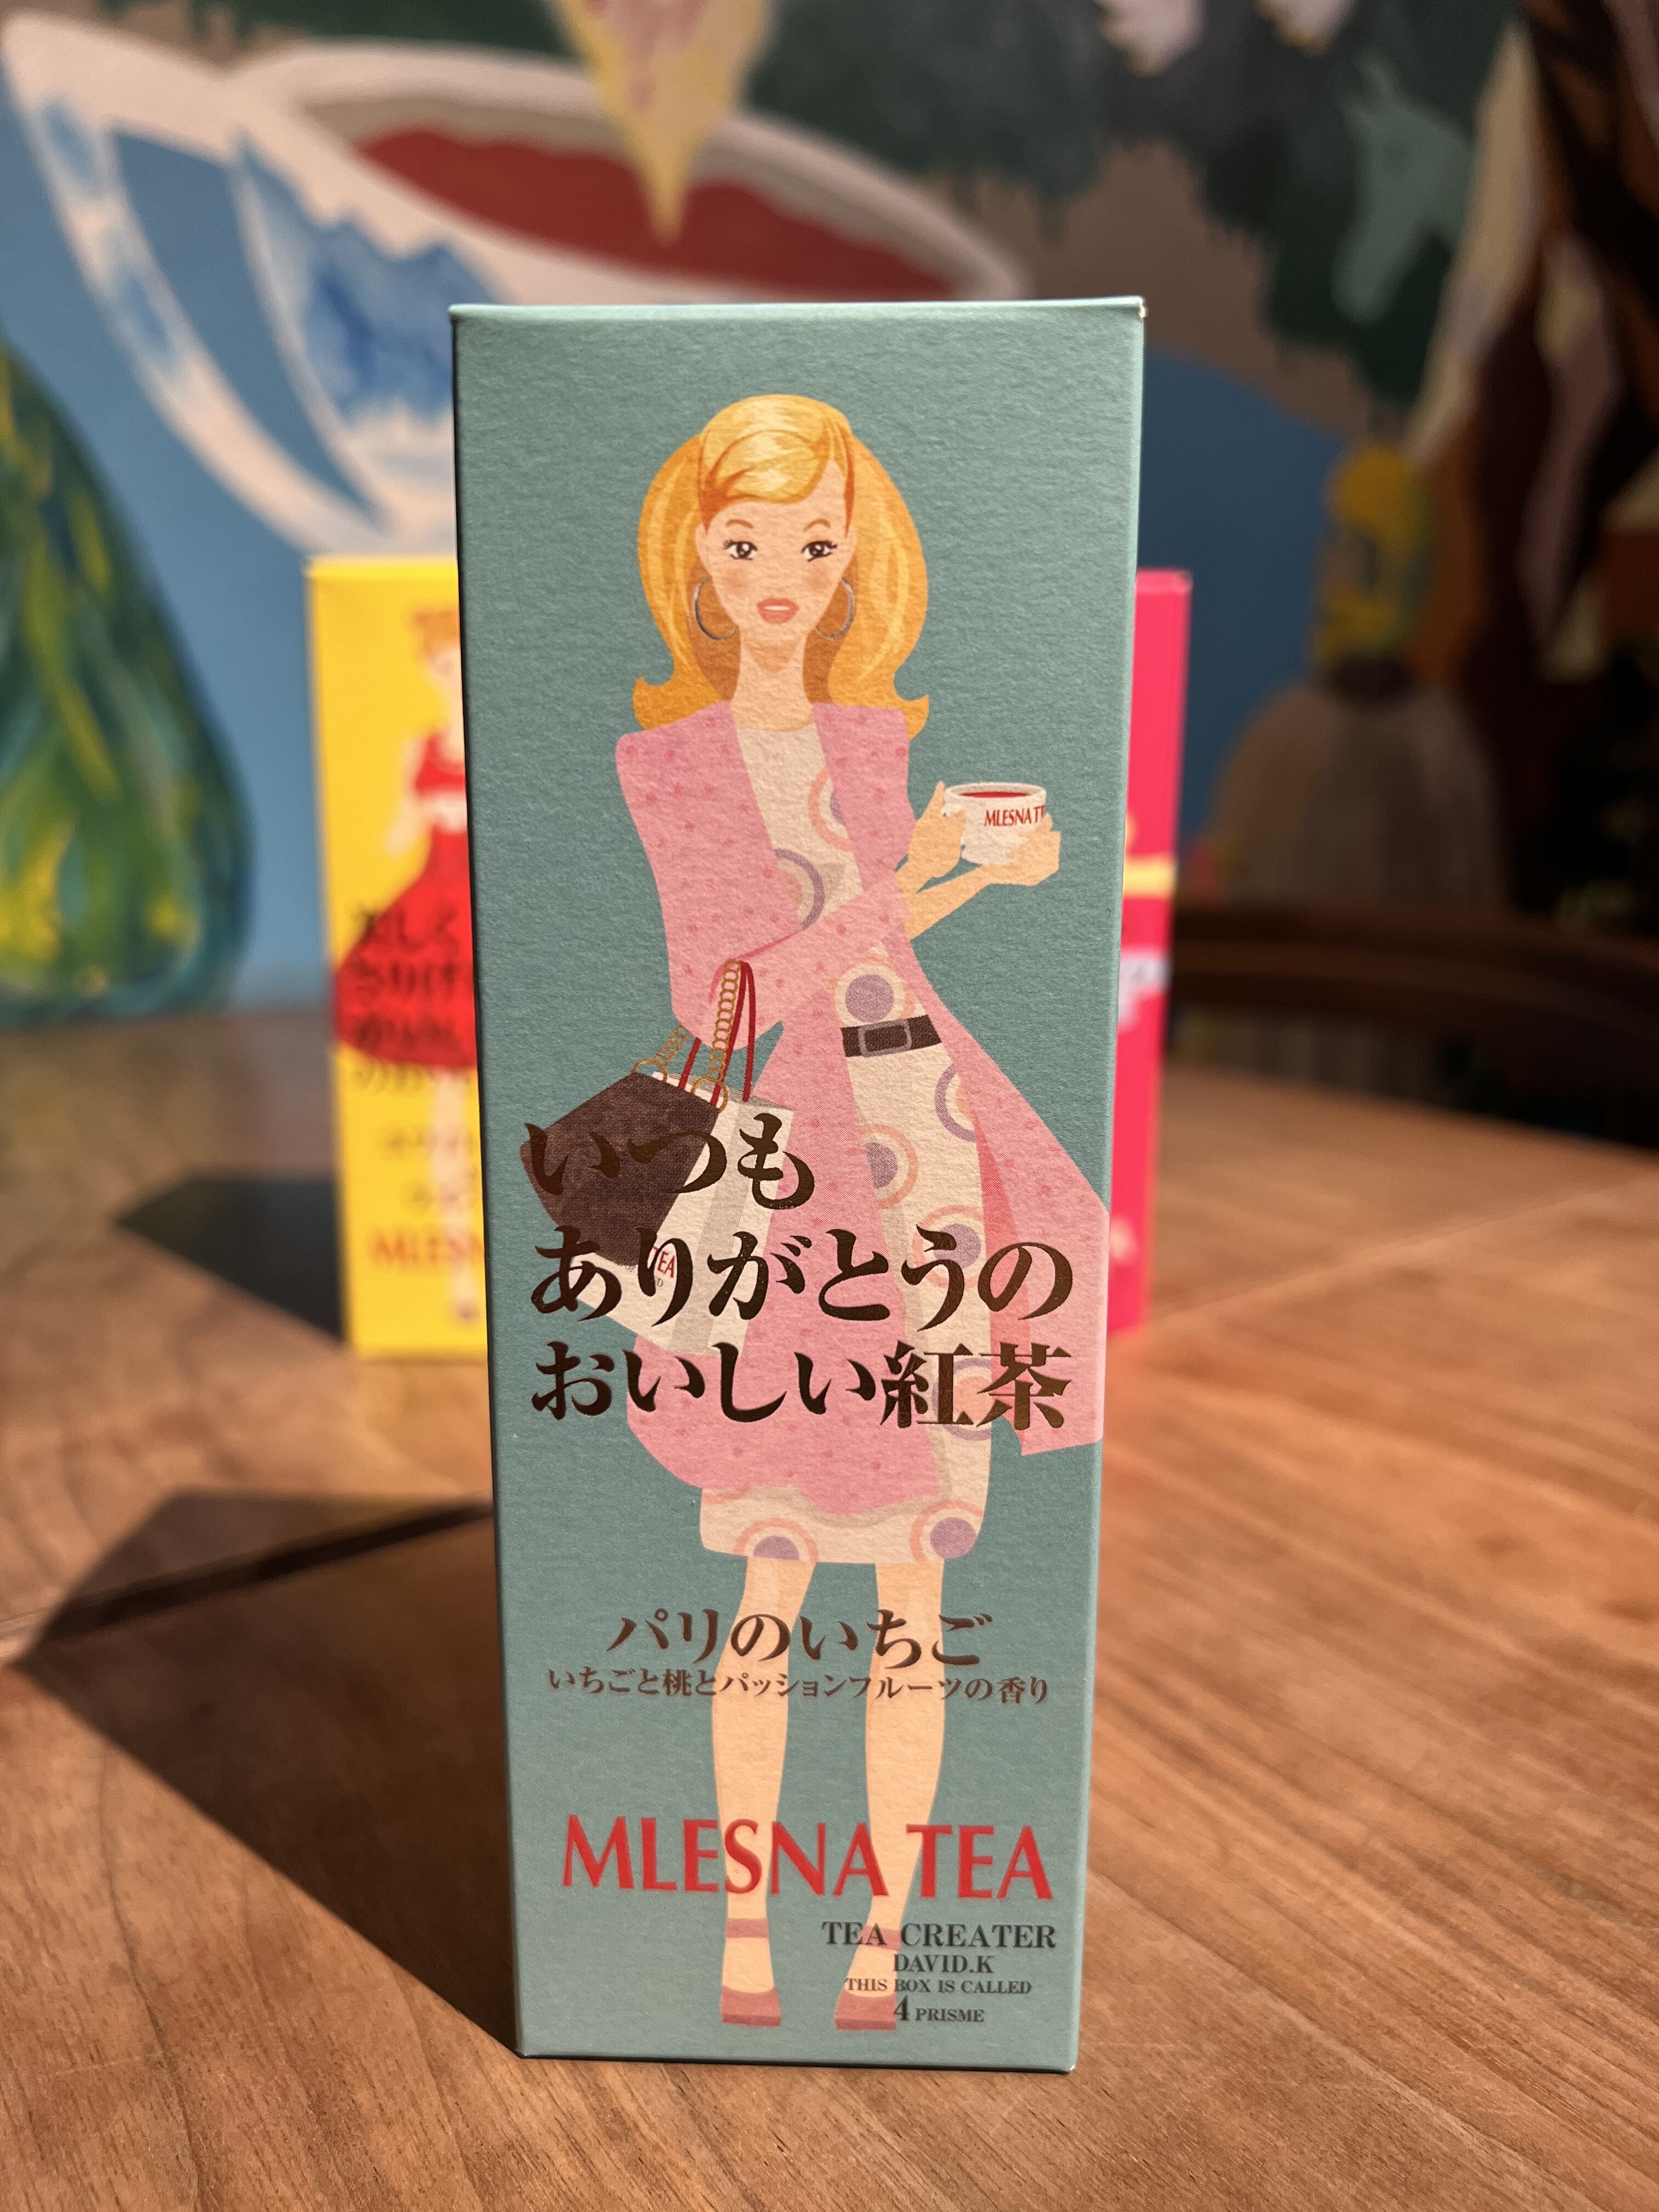 MLESNA T
いつも
ありがとうの
TEA
おいしい紅茶
パリのいちご
いちごと桃とパッションフルーツの香り
MLESNA TEA
TEA CREATER
DAVID.K
THIS BOX IS CALLED
4 PRISME